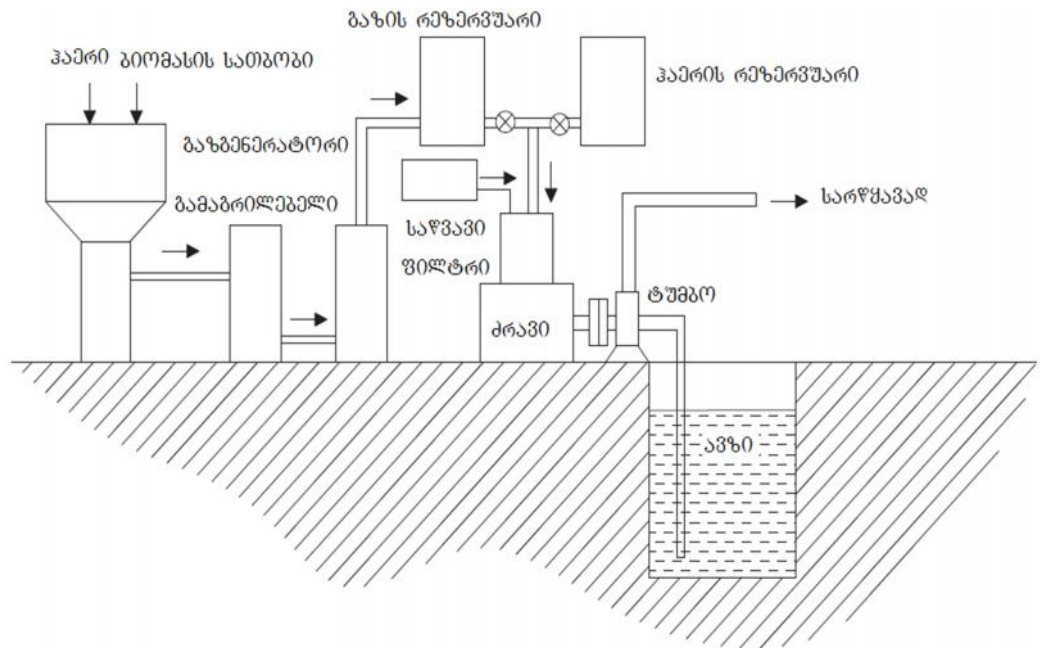 გაზის რეზერვუარი
ჰაერი ბიომასის სათბობი
ჰაერის რეზერვუარი
გაზგენერატორი
გამაგრილებელი
სარწყავად
საწვავი
ფილტრი
ტუმბო
ძრავი
ავზი